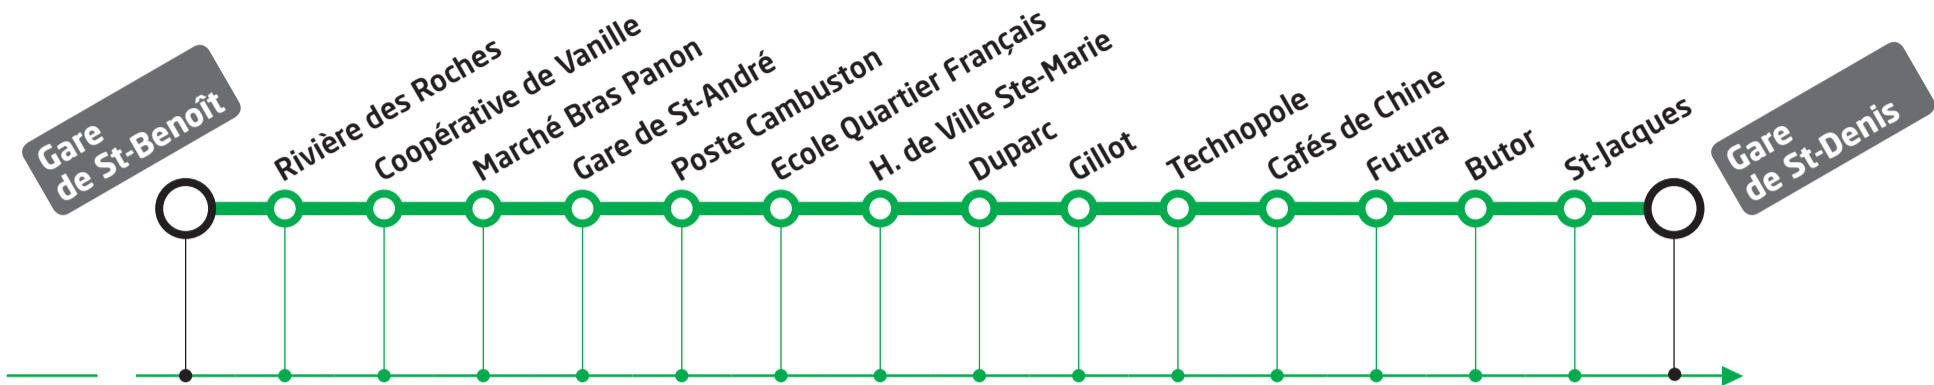 Gare
de St-Benoît
Rivière des Roches
Coopérative de Vanille
Marché Bras Panon
Gare de St-André
Poste Cambuston
Ecole Quartier Français
H. de Ville Ste-Marie
Duparc
Gillot
Technopole
Cafés de Chine
Futura
Butor
St-Jacques
Gare
de St-Denis